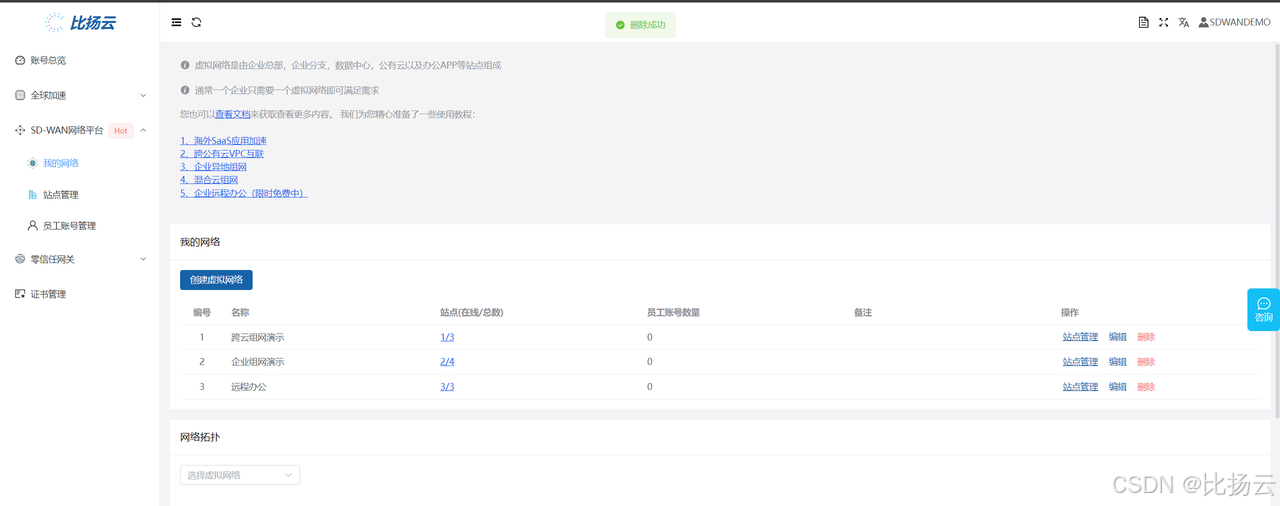 比扬云
删除成功
SDWANDEMO
账号总览
全球加速
SD-WAN网络平台 Hot
我的网络
站点管理
员工账号管理
零信任网关
证书管理
虚拟网络是由企业总部，企业分支，数据中心，公有云以及办公APP等站点组成
通常一个企业只需要一个虚拟网络即可满足需求
您也可以查看文档来获取查看更多内容。 我们为您精心准备了一些使用教程：
1、海外SaaS应用加速
2、跨公有云VPC互联
3、企业异地组网
4、混合云组网
5、企业远程办公（限时免费中）
我的网络
创建虚拟网络
编号 名称 站点(在线/总数) 员工账号数量 备注 操作
1 跨云组网演示 1/3 0 站点管理 编辑 删除
2 企业组网演示 2/4 0 站点管理 编辑 删除
3 远程办公 3/3 0 站点管理 编辑 删除
网络拓扑
选择虚拟网络
咨询
CSDN @比扬云